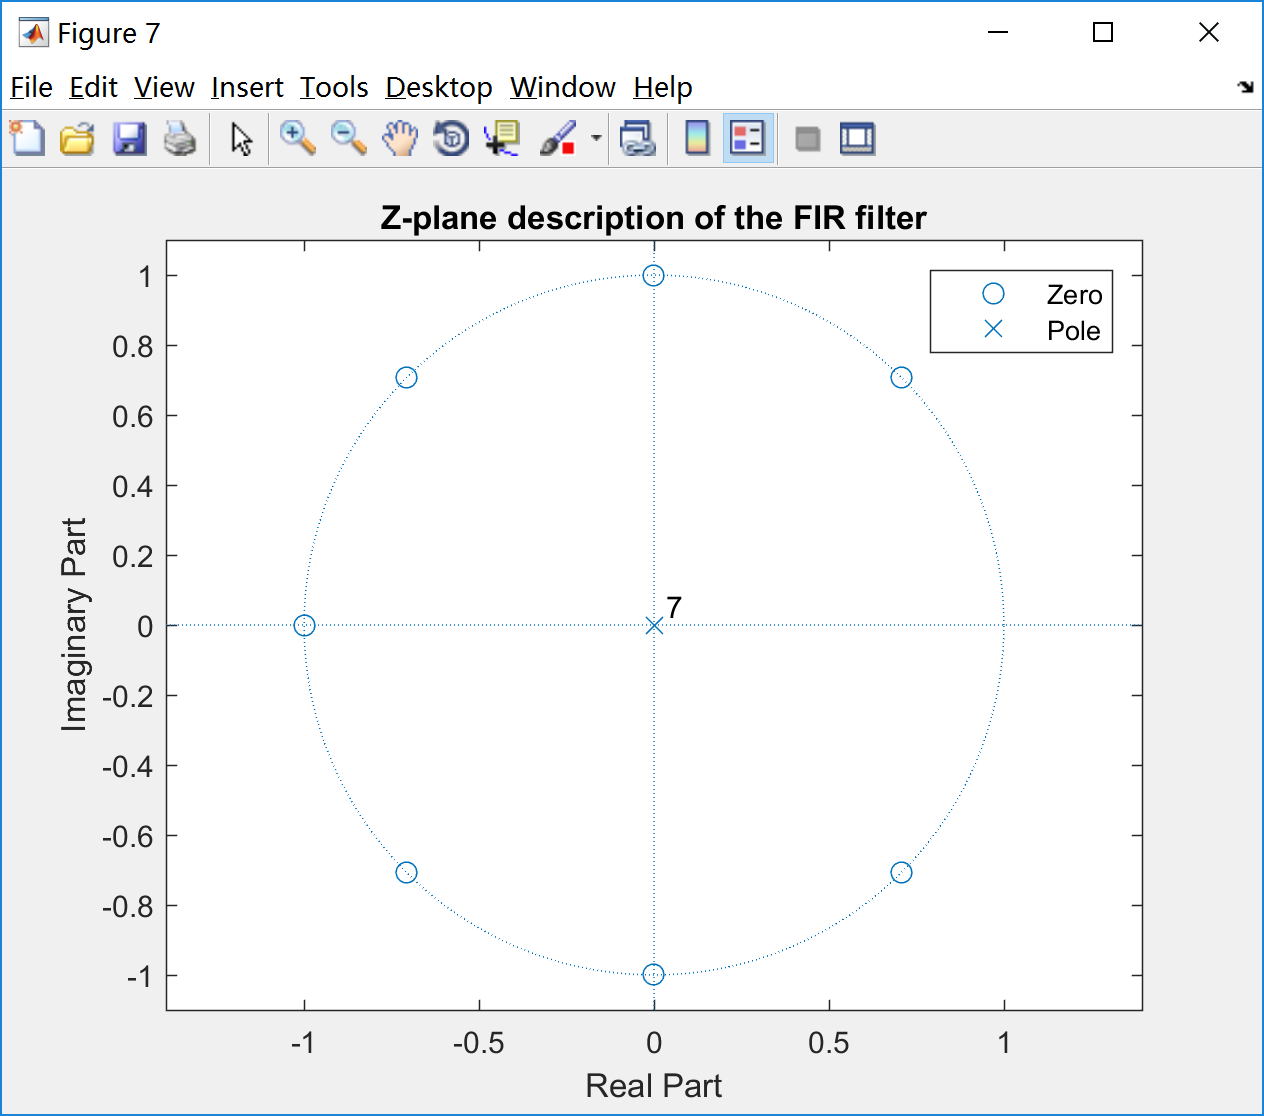 Figure 7
File Edit View Insert Tools Desktop Window Help
Z-plane description of the FIR filter
Zero
Pole
1
0.8
0.6
0.4
0.2
0
-0.2
-0.4
-0.6
-0.8
-1
Imaginary Part
7
-1 -0.5 0 0.5 1
Real Part